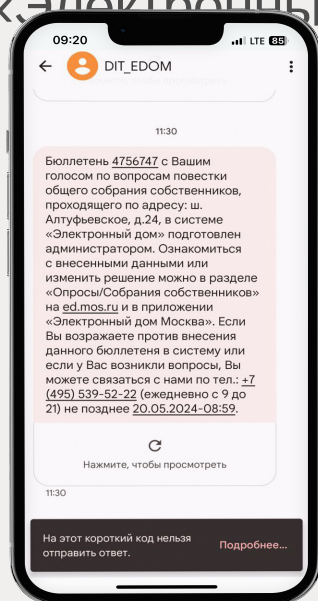 «Электронны
09:20
LTE 85
DIT_EDOM
11:30
Бюллетень 4756747 с Вашим
голосом по вопросам повестки
общего собрания собственников,
проходящего по адресу: ш.
Алтуфьевское, д.24, в системе
«Электронный дом» подготовлен
администратором. Ознакомиться
с внесенными данными или
изменить решение можно в разделе
«Опросы/Собрания собственников»
на ed.mos.ru и в приложении
«Электронный дом Москва». Если
Вы возражаете против внесения
данного бюллетеня в систему или
если у Вас возникли вопросы, Вы
можете связаться с нами по тел.: +7
(495) 539-52-22 (ежедневно с 9 до
21) не позднее 20.05.2024-08:59.
Нажмите, чтобы просмотреть
11:30
На этот короткий код нельзя
отправить ответ.
Подробнее...